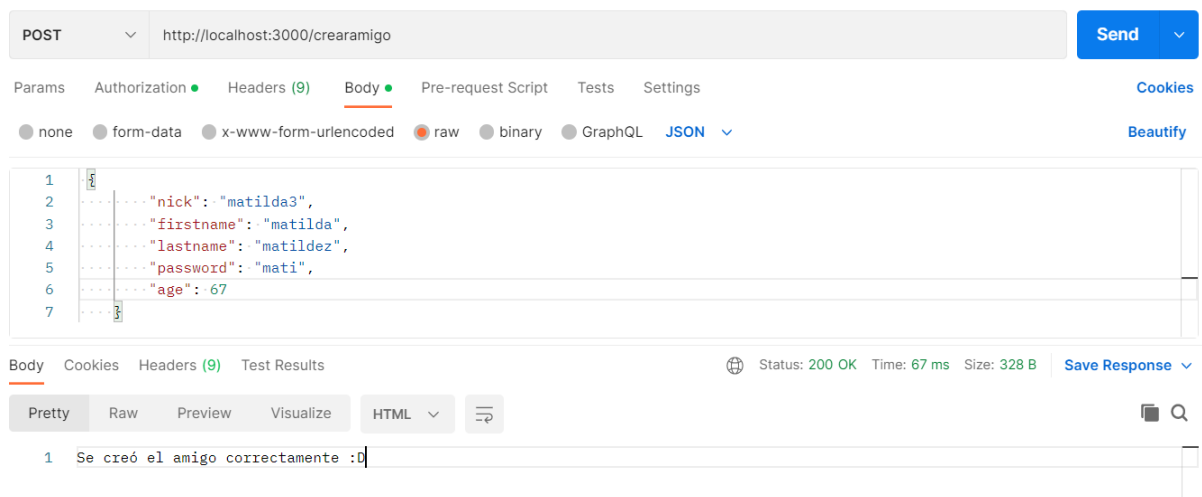 POST http://localhost:3000/crearamigo Send
Params Authorization Headers (9) Body Pre-request Script Tests Settings Cookies
none form-data x-www-form-urlencoded raw binary GraphQL JSON Beautify
1 {
2 "nick": "matilda3",
3 "firstname": "matilda",
4 "lastname": "matildez",
5 "password": "mati",
6 "age": 67
7 }
Body Cookies Headers (9) Test Results Status: 200 OK Time: 67 ms Size: 328 B Save Response
Pretty Raw Preview Visualize HTML
1 Se creó el amigo correctamente :D